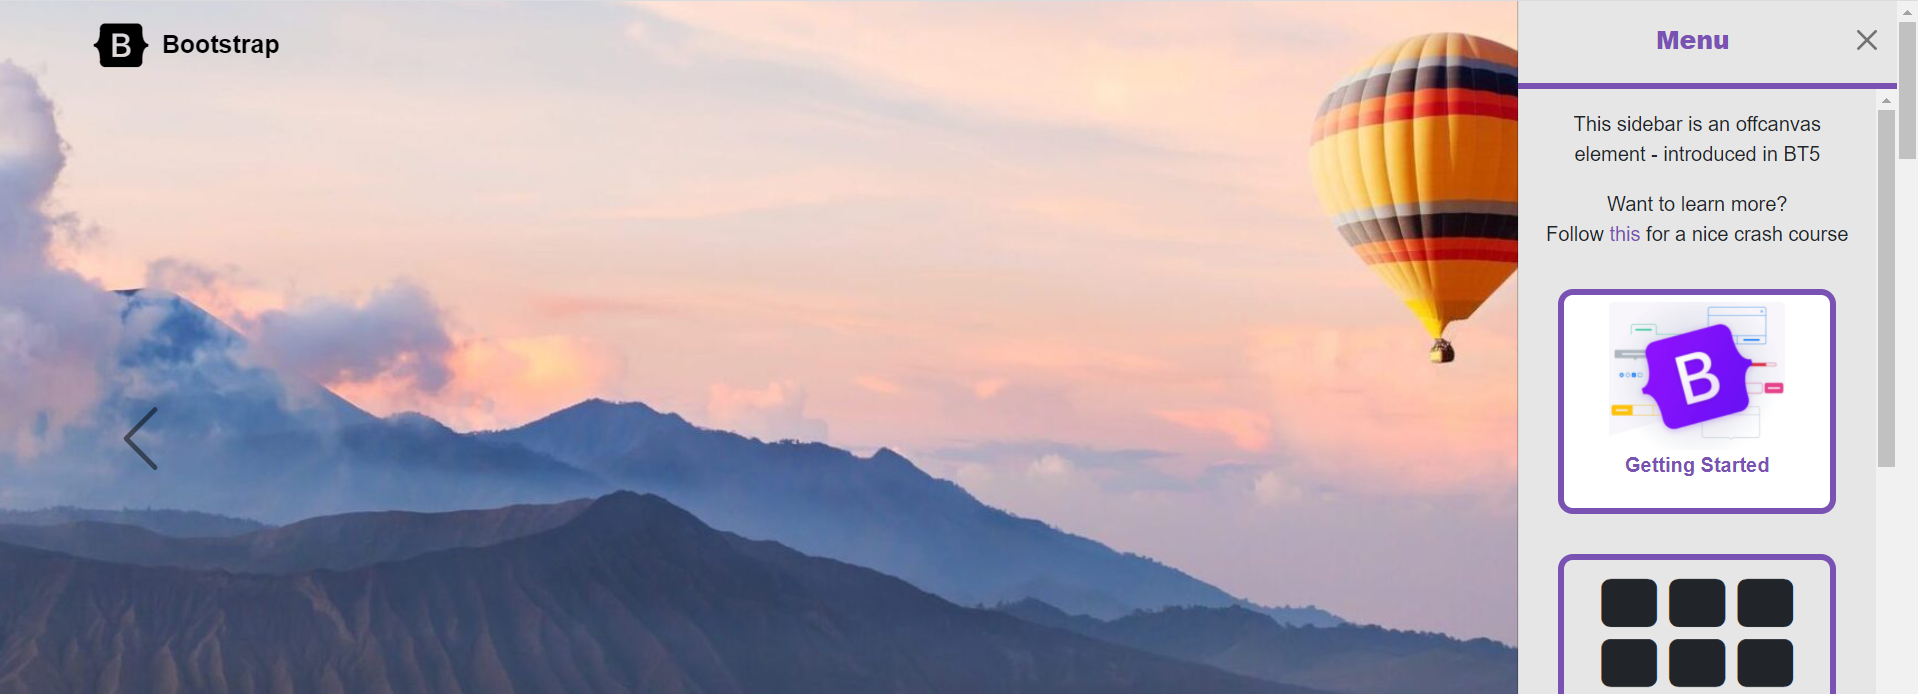 Bootstrap
Menu
This sidebar is an offcanvas
element - introduced in BT5
Want to learn more?
Follow this for a nice crash course
B
Getting Started